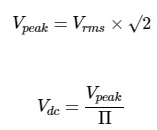 V_peak = V_rms × √2
V_dc = V_peak / Π